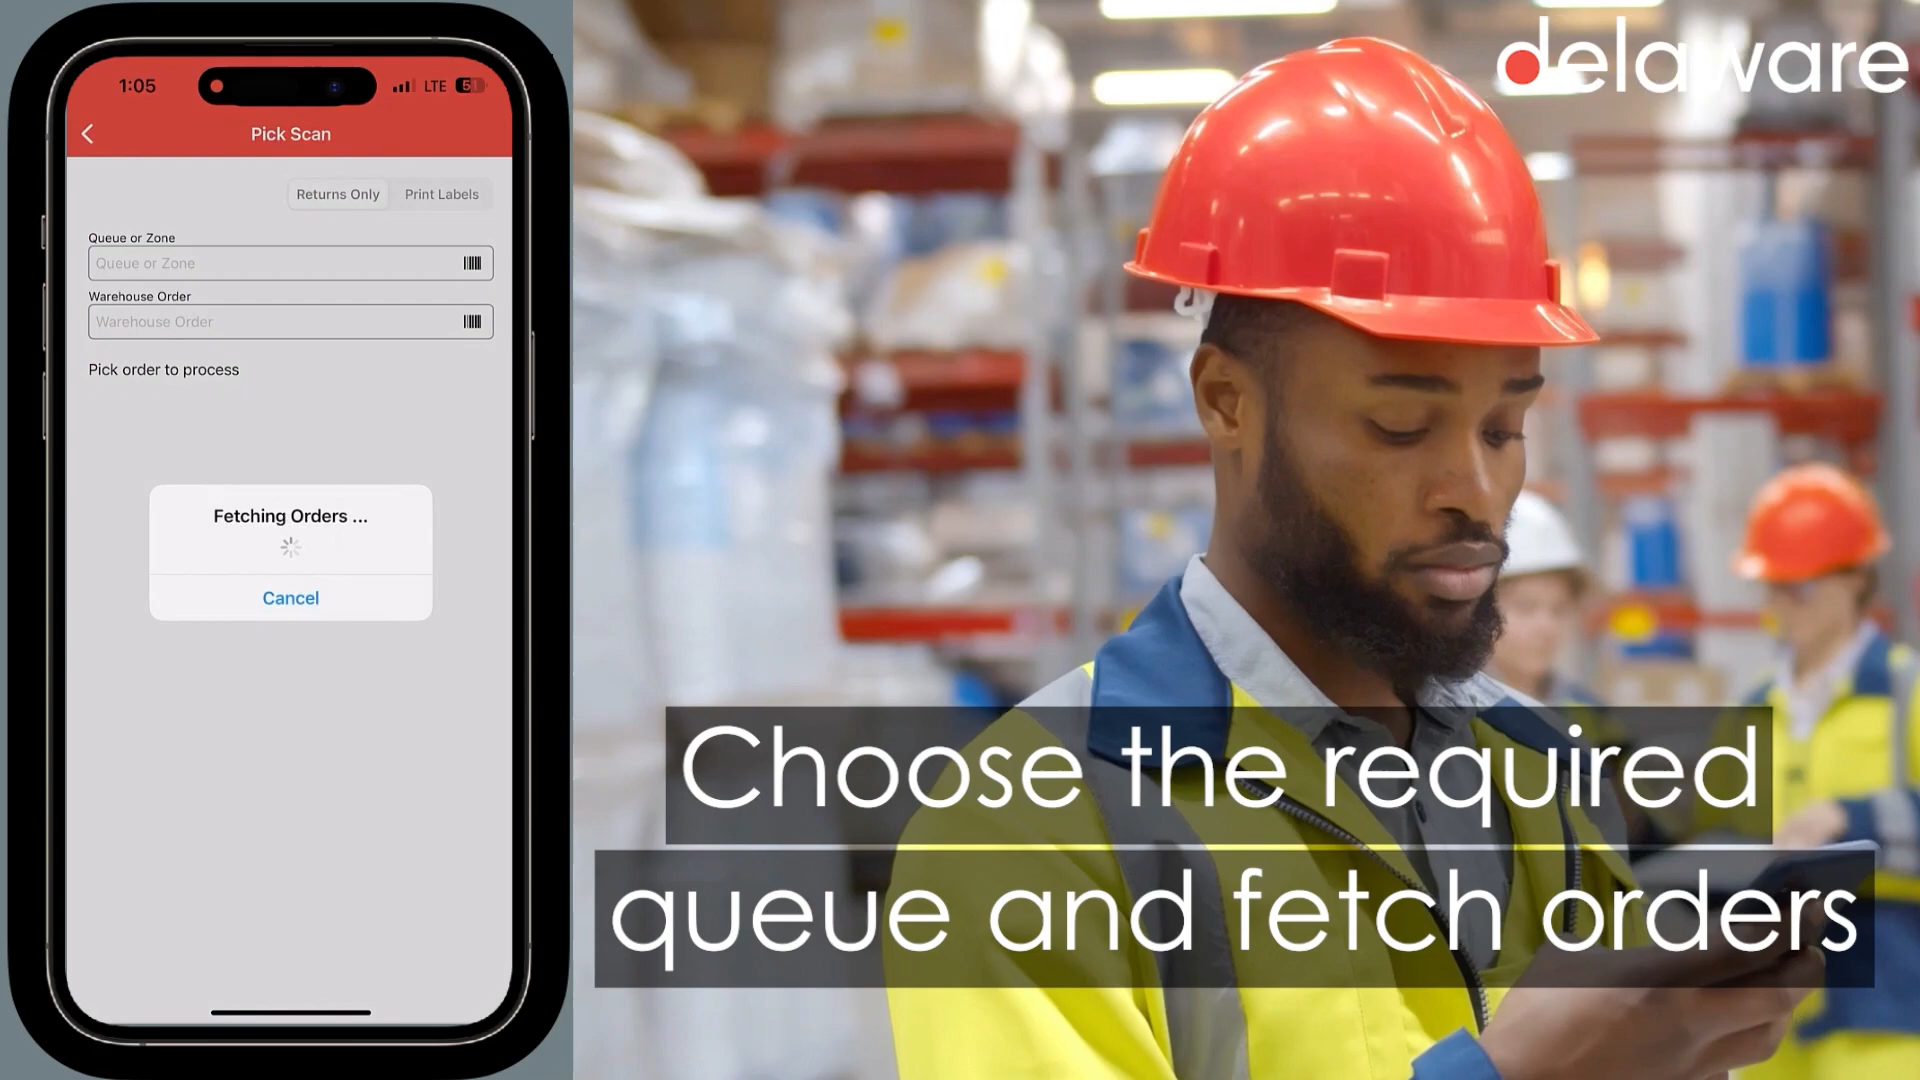 1:05
LTE
Pick Scan
Returns Only
Print Labels
Queue or Zone
Queue or Zone
Warehouse Order
Warehouse Order
Pick order to process
Fetching Orders ...
Cancel
delaware
Choose the required
queue and fetch orders